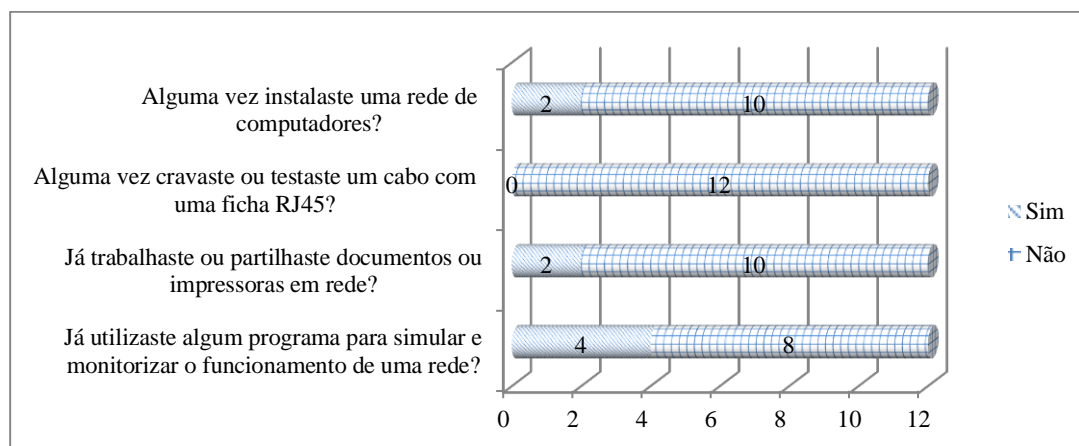 Alguma vez instalaste uma rede de
computadores?
2 10
Alguma vez cravaste ou testaste um cabo com
uma ficha RJ45?
0 12
Já trabalhaste ou partilhaste documentos ou
impressoras em rede?
2 10
Já utilizaste algum programa para simular e
monitorizar o funcionamento de uma rede?
4 8
0 2 4 6 8 10 12
Sim
Não